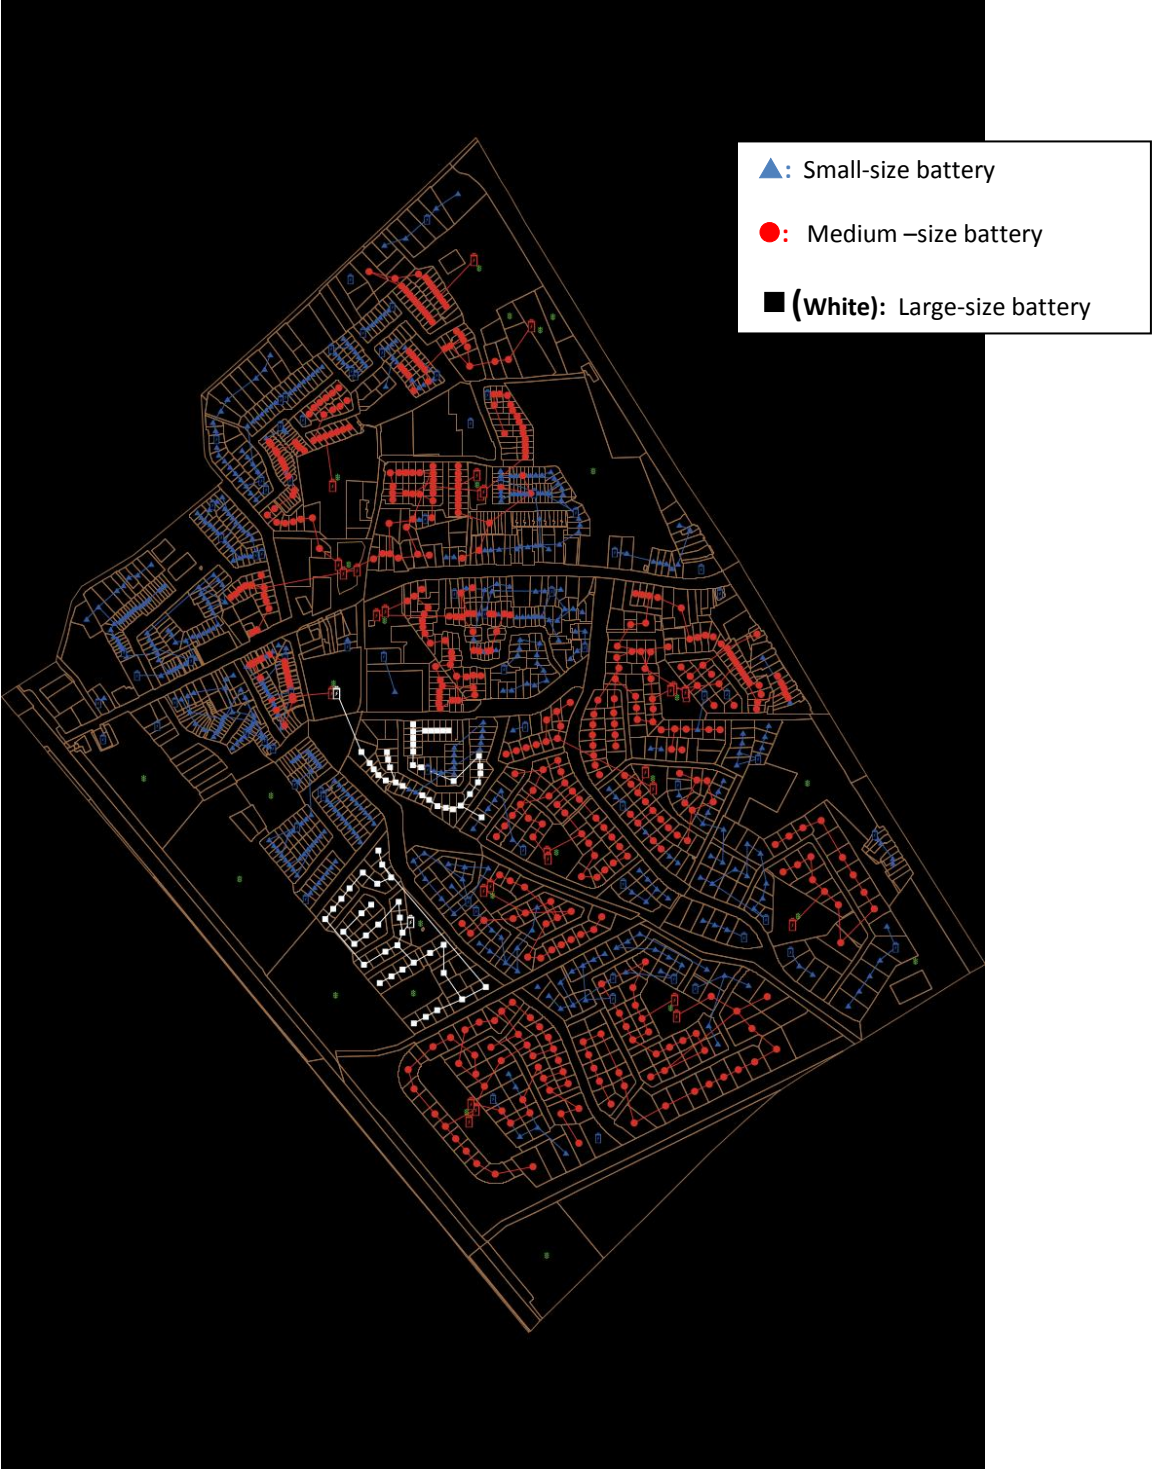 ▲: Small-size battery
●: Medium –size battery
■ (White): Large-size battery